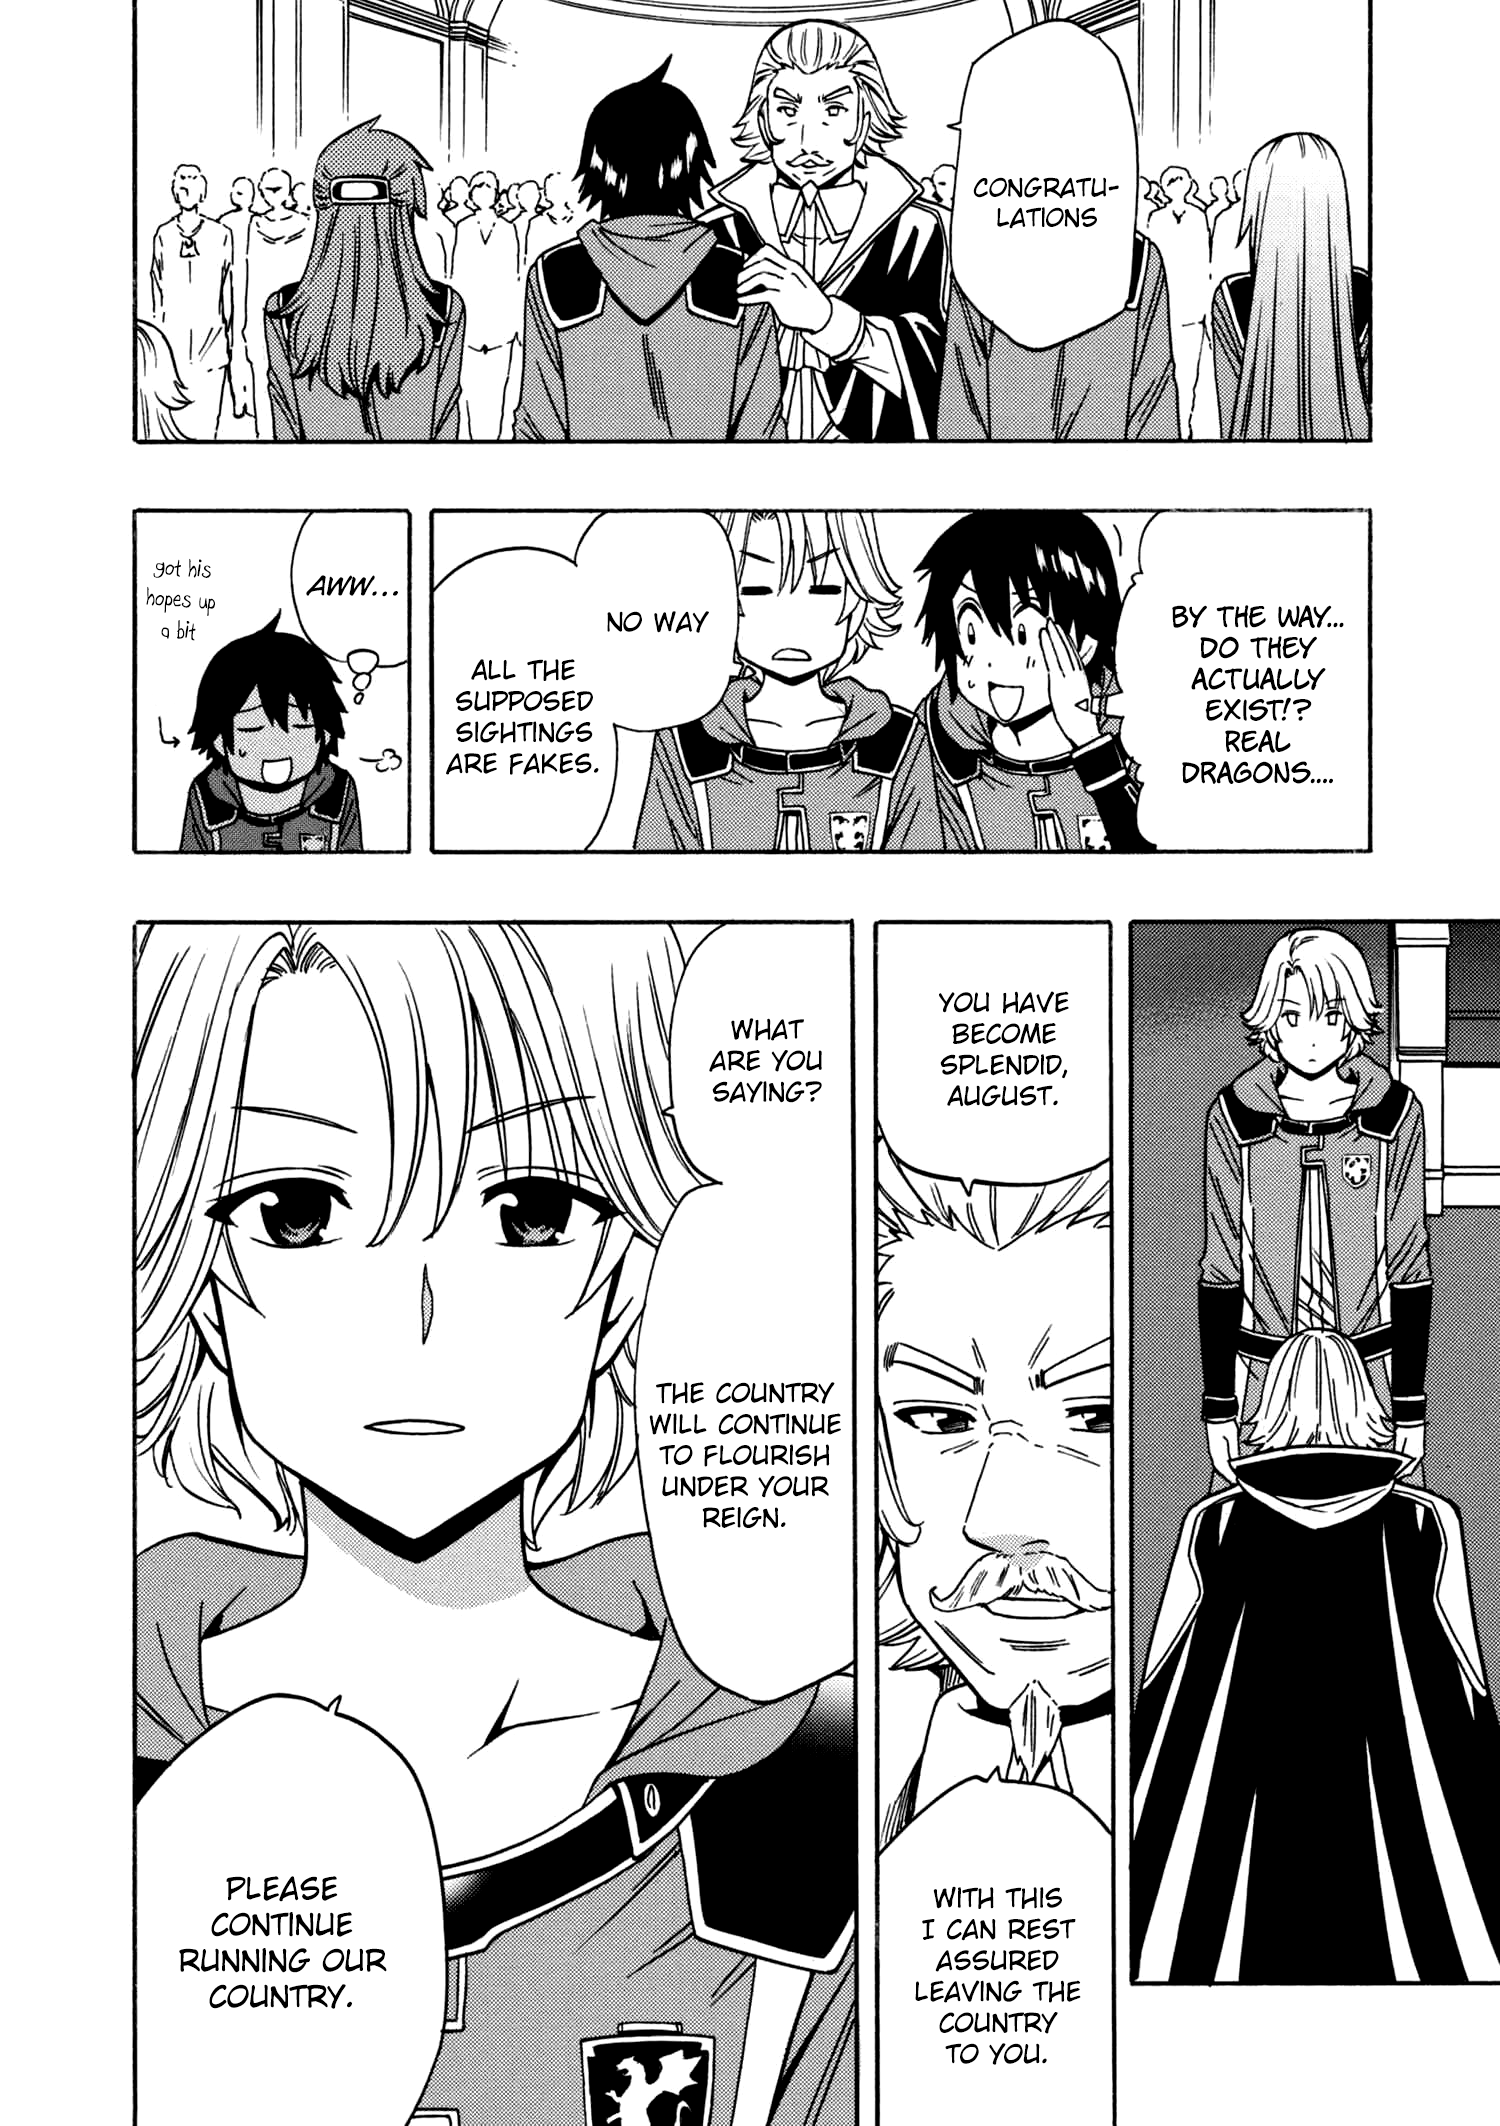 CONGRATU-
LATIONS
BY THE WAY...
DO THEY
ACTUALLY
EXIST!?
REAL
DRAGONS....
NO WAY
ALL THE
SUPPOSED
SIGHTINGS
ARE FAKES.
AWW...
got his
hopes up
a bit
YOU HAVE
BECOME
SPLENDID,
AUGUST.
WITH THIS
I CAN REST
ASSURED
LEAVING THE
COUNTRY
TO YOU.
WHAT
ARE YOU
SAYING?
THE COUNTRY
WILL CONTINUE
TO FLOURISH
UNDER YOUR
REIGN.
PLEASE
CONTINUE
RUNNING OUR
COUNTRY.